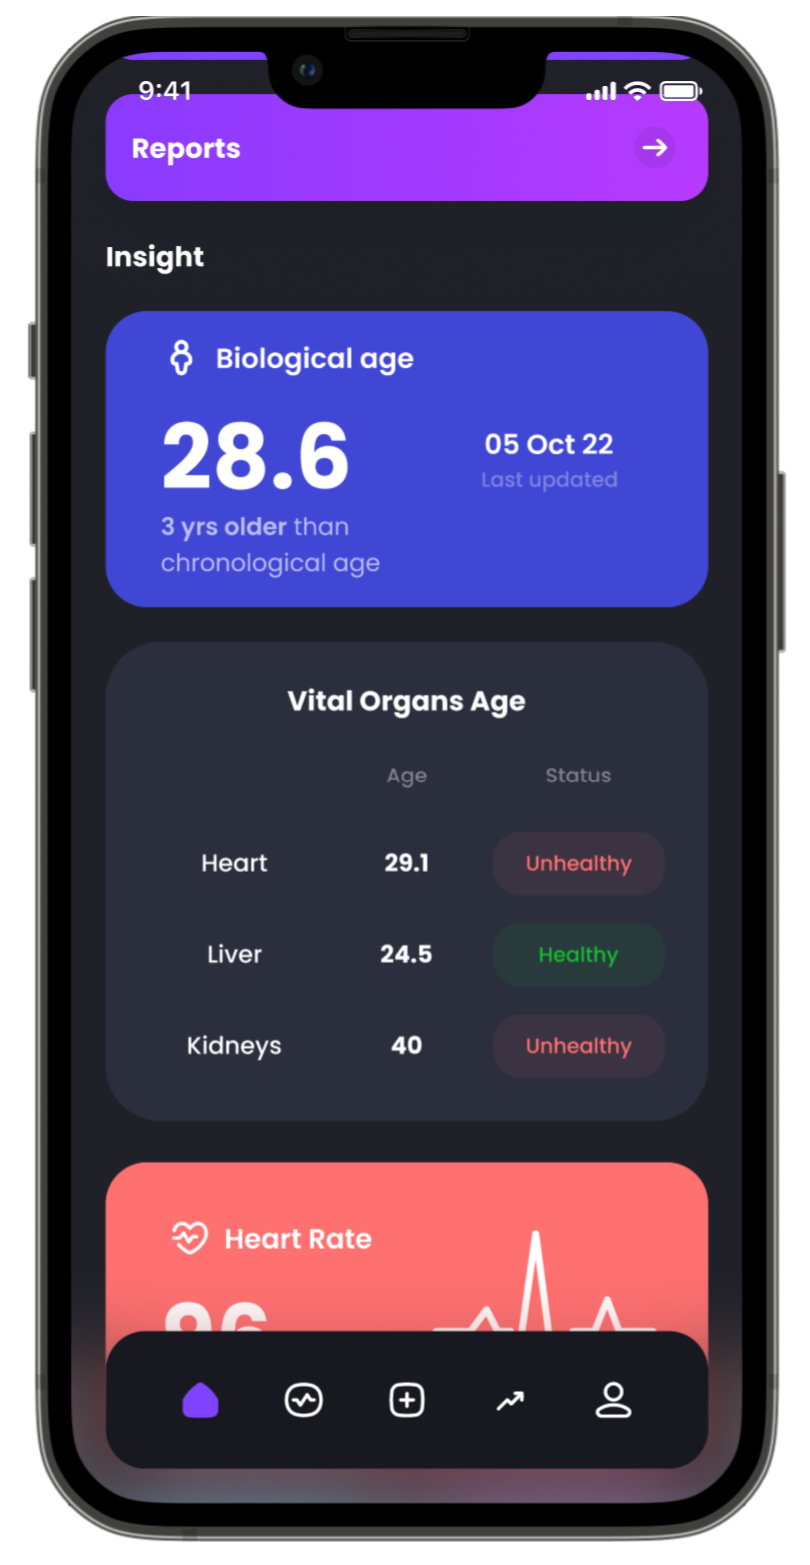 9:41
Reports
Insight
Biological age
28.6
05 Oct 22
Last updated
3 yrs older than
chronological age
Vital Organs Age
Age Status
Heart 29.1 Unhealthy
Liver 24.5 Healthy
Kidneys 40 Unhealthy
Heart Rate